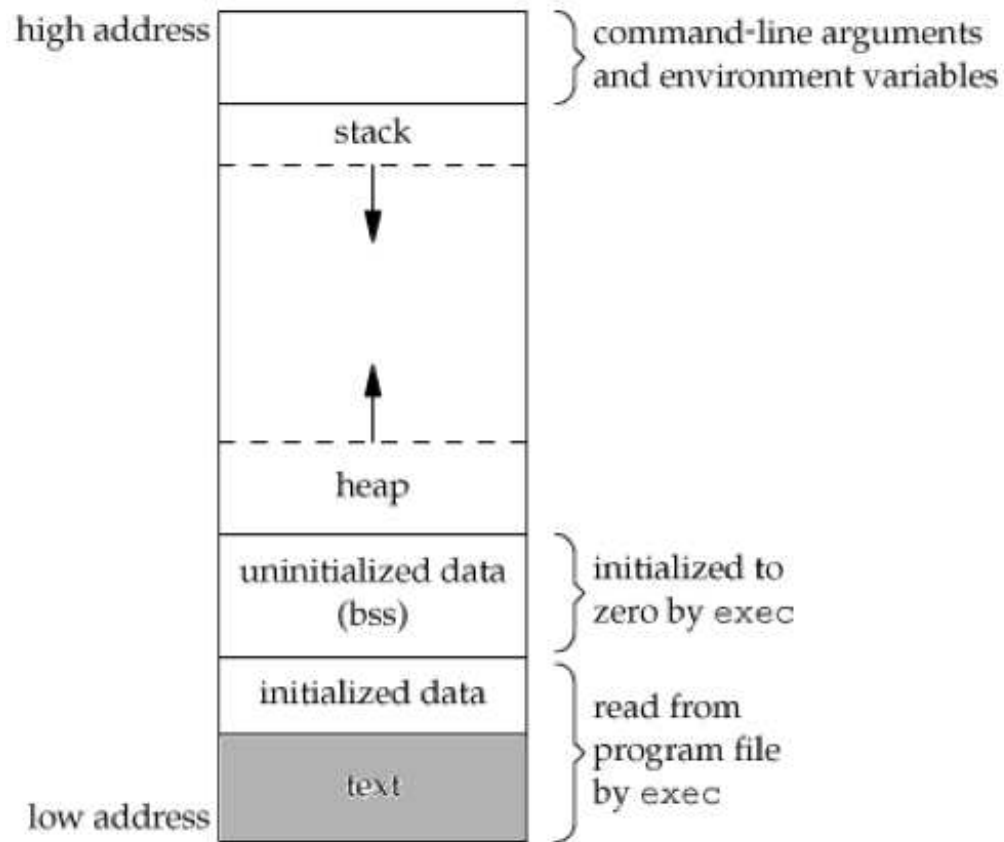 high address
command-line arguments
and environment variables
stack
heap
uninitialized data
(bss)
initialized to
zero by exec
initialized data
read from
program file
by exec
text
low address